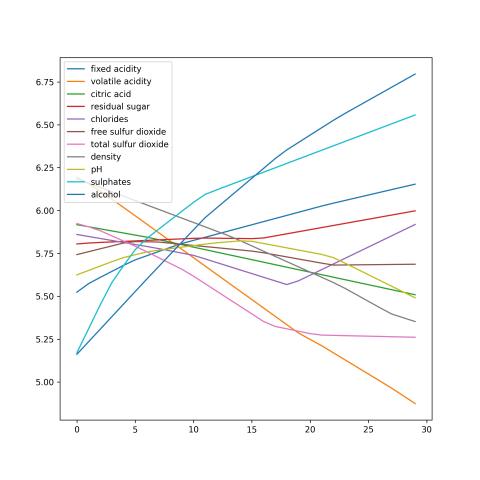 fixed acidity
volatile acidity
citric acid
residual sugar
chlorides
free sulfur dioxide
total sulfur dioxide
density
pH
sulphates
alcohol
6.75
6.50
6.25
6.00
5.75
5.50
5.25
5.00
0 5 10 15 20 25 30